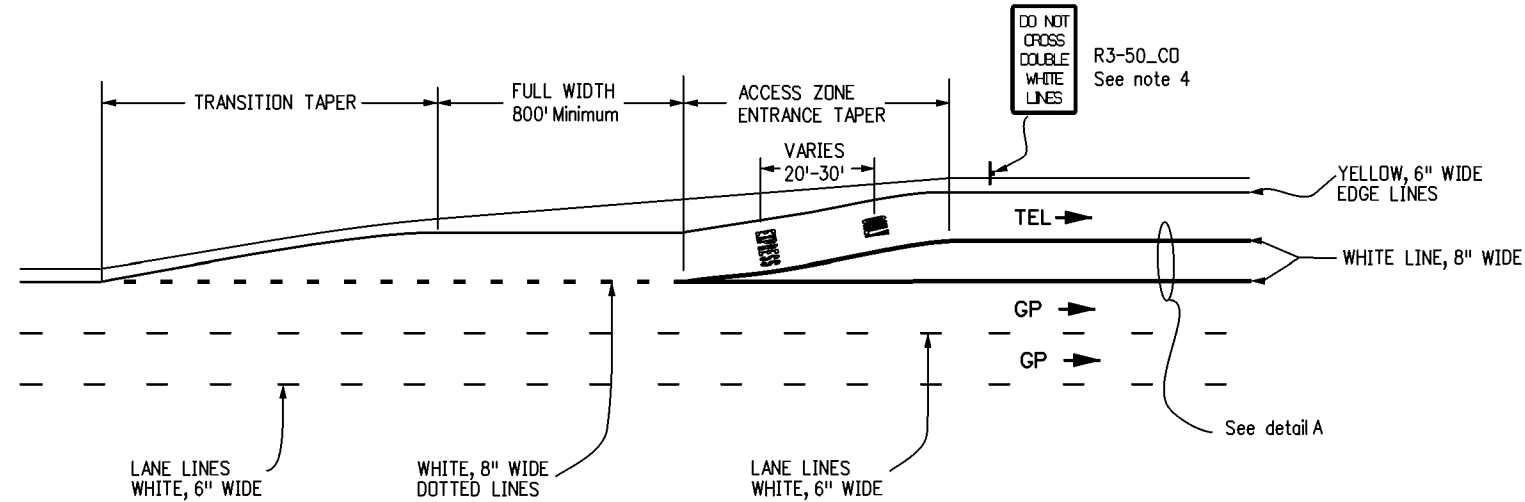 DO NOT
CROSS
DOUBLE
WHITE
LINES
R3-50_CO
See note 4
TRANSITION TAPER
FULL WIDTH
800' Minimum
ACCESS ZONE
ENTRANCE TAPER
VARIES
20'-30'
YELLOW, 6" WIDE
EDGE LINES
EXPRESS
ONLY
TEL
WHITE LINE, 8" WIDE
GP
GP
See detail A
LANE LINES
WHITE, 6" WIDE
WHITE, 8" WIDE
DOTTED LINES
LANE LINES
WHITE, 6" WIDE